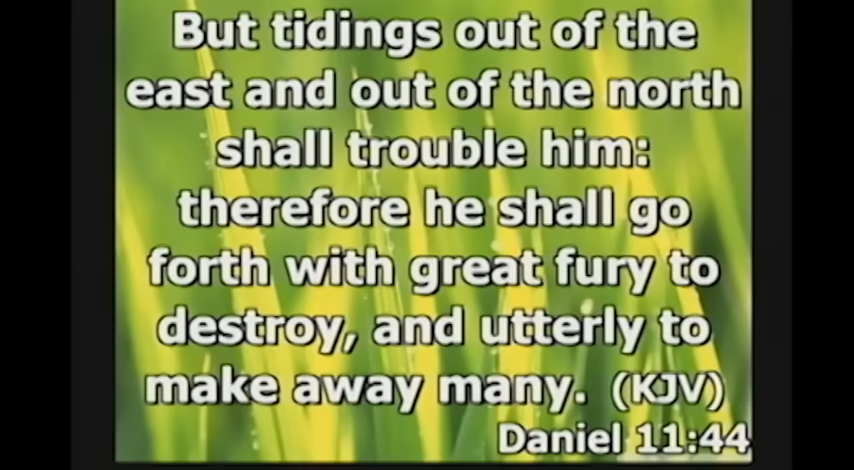 But tidings out of the
east and out of the north
shall trouble him:
therefore he shall go
forth with great fury to
destroy, and utterly to
make away many. (KJV)
Daniel 11:44